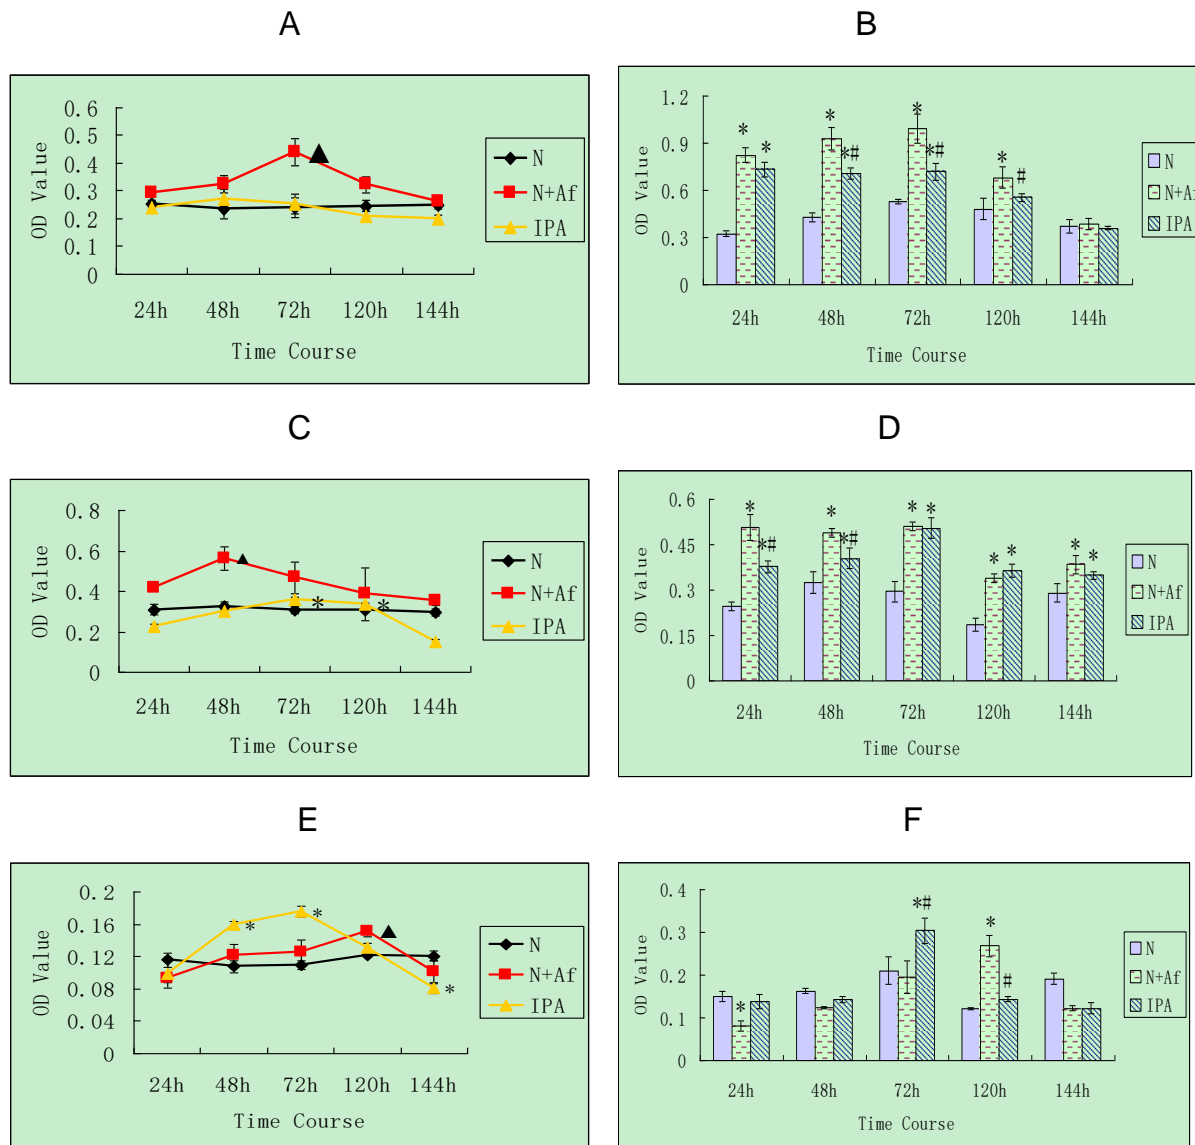 A
0.6
0.5
0.4
0.3
0.2
0.1
0
OD Value
24h 48h 72h 120h 144h
Time Course
N
N+Af
IPA
B
1.2
0.9
0.6
0.3
0
OD Value
* * *# * *# * *# * #
24h 48h 72h 120h 144h
Time Course
N
N+Af
IPA
C
0.8
0.6
0.4
0.2
0
OD Value
* *
24h 48h 72h 120h 144h
Time Course
N
N+Af
IPA
D
0.6
0.45
0.3
0.15
0
OD Value
* *# * *# * * * * * *
24h 48h 72h 120h 144h
Time Course
N
N+Af
IPA
E
0.2
0.16
0.12
0.08
0.04
0
OD Value
* * *
24h 48h 72h 120h 144h
Time Course
N
N+Af
IPA
F
0.4
0.3
0.2
0.1
0
OD Value
* *# * #
24h 48h 72h 120h 144h
Time Course
N
N+Af
IPA